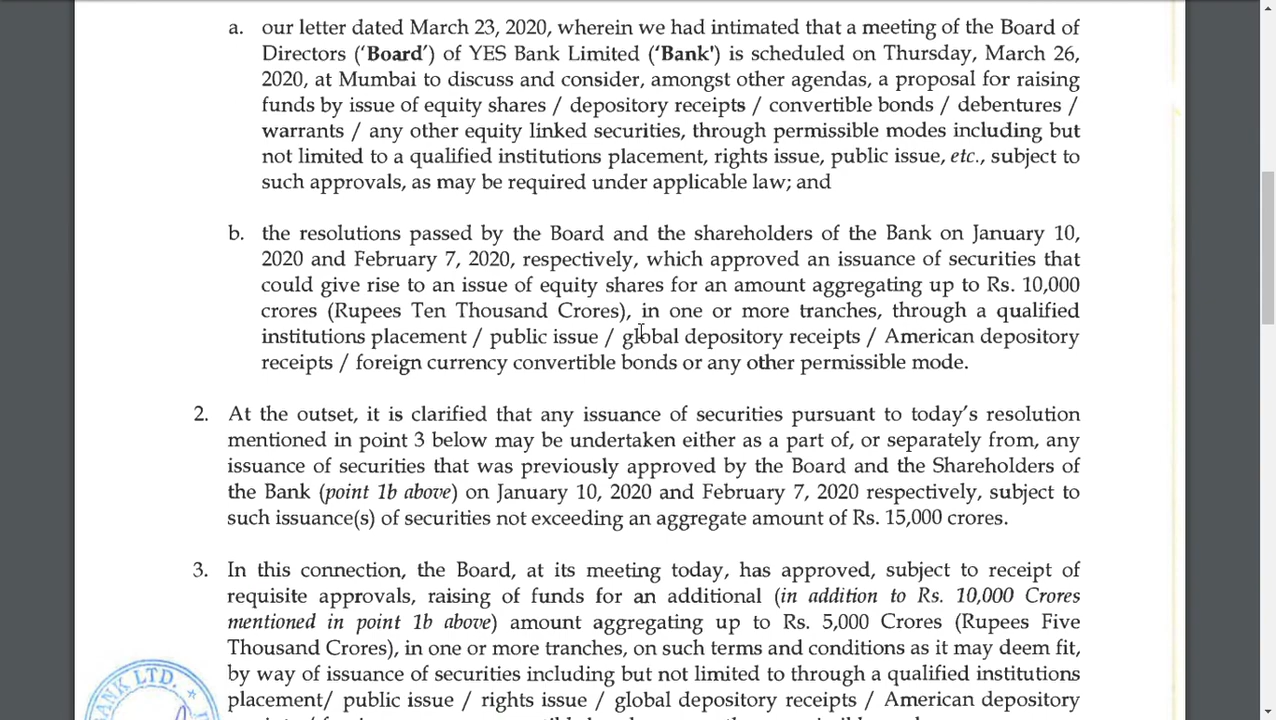 a. our letter dated March 23, 2020, wherein we had intimated that a meeting of the Board of
Directors ('Board') of YES Bank Limited ('Bank') is scheduled on Thursday, March 26,
2020, at Mumbai to discuss and consider, amongst other agendas, a proposal for raising
funds by issue of equity shares / depository receipts / convertible bonds / debentures /
warrants / any other equity linked securities, through permissible modes including but
not limited to a qualified institutions placement, rights issue, public issue, etc., subject to
such approvals, as may be required under applicable law; and
b. the resolutions passed by the Board and the shareholders of the Bank on January 10,
2020 and February 7, 2020, respectively, which approved an issuance of securities that
could give rise to an issue of equity shares for an amount aggregating up to Rs. 10,000
crores (Rupees Ten Thousand Crores), in one or more tranches, through a qualified
institutions placement / public issue / global depository receipts / American depository
receipts / foreign currency convertible bonds or any other permissible mode.
2. At the outset, it is clarified that any issuance of securities pursuant to today's resolution
mentioned in point 3 below may be undertaken either as a part of, or separately from, any
issuance of securities that was previously approved by the Board and the Shareholders of
the Bank (point 1b above) on January 10, 2020 and February 7, 2020 respectively, subject to
such issuance(s) of securities not exceeding an aggregate amount of Rs. 15,000 crores.
3. In this connection, the Board, at its meeting today, has approved, subject to receipt of
requisite approvals, raising of funds for an additional (in addition to Rs. 10,000 Crores
mentioned in point 1b above) amount aggregating up to Rs. 5,000 Crores (Rupees Five
Thousand Crores), in one or more tranches, on such terms and conditions as it may deem fit,
by way of issuance of securities including but not limited to through a qualified institutions
placement/ public issue / rights issue / global depository receipts / American depository
BANK LTD.